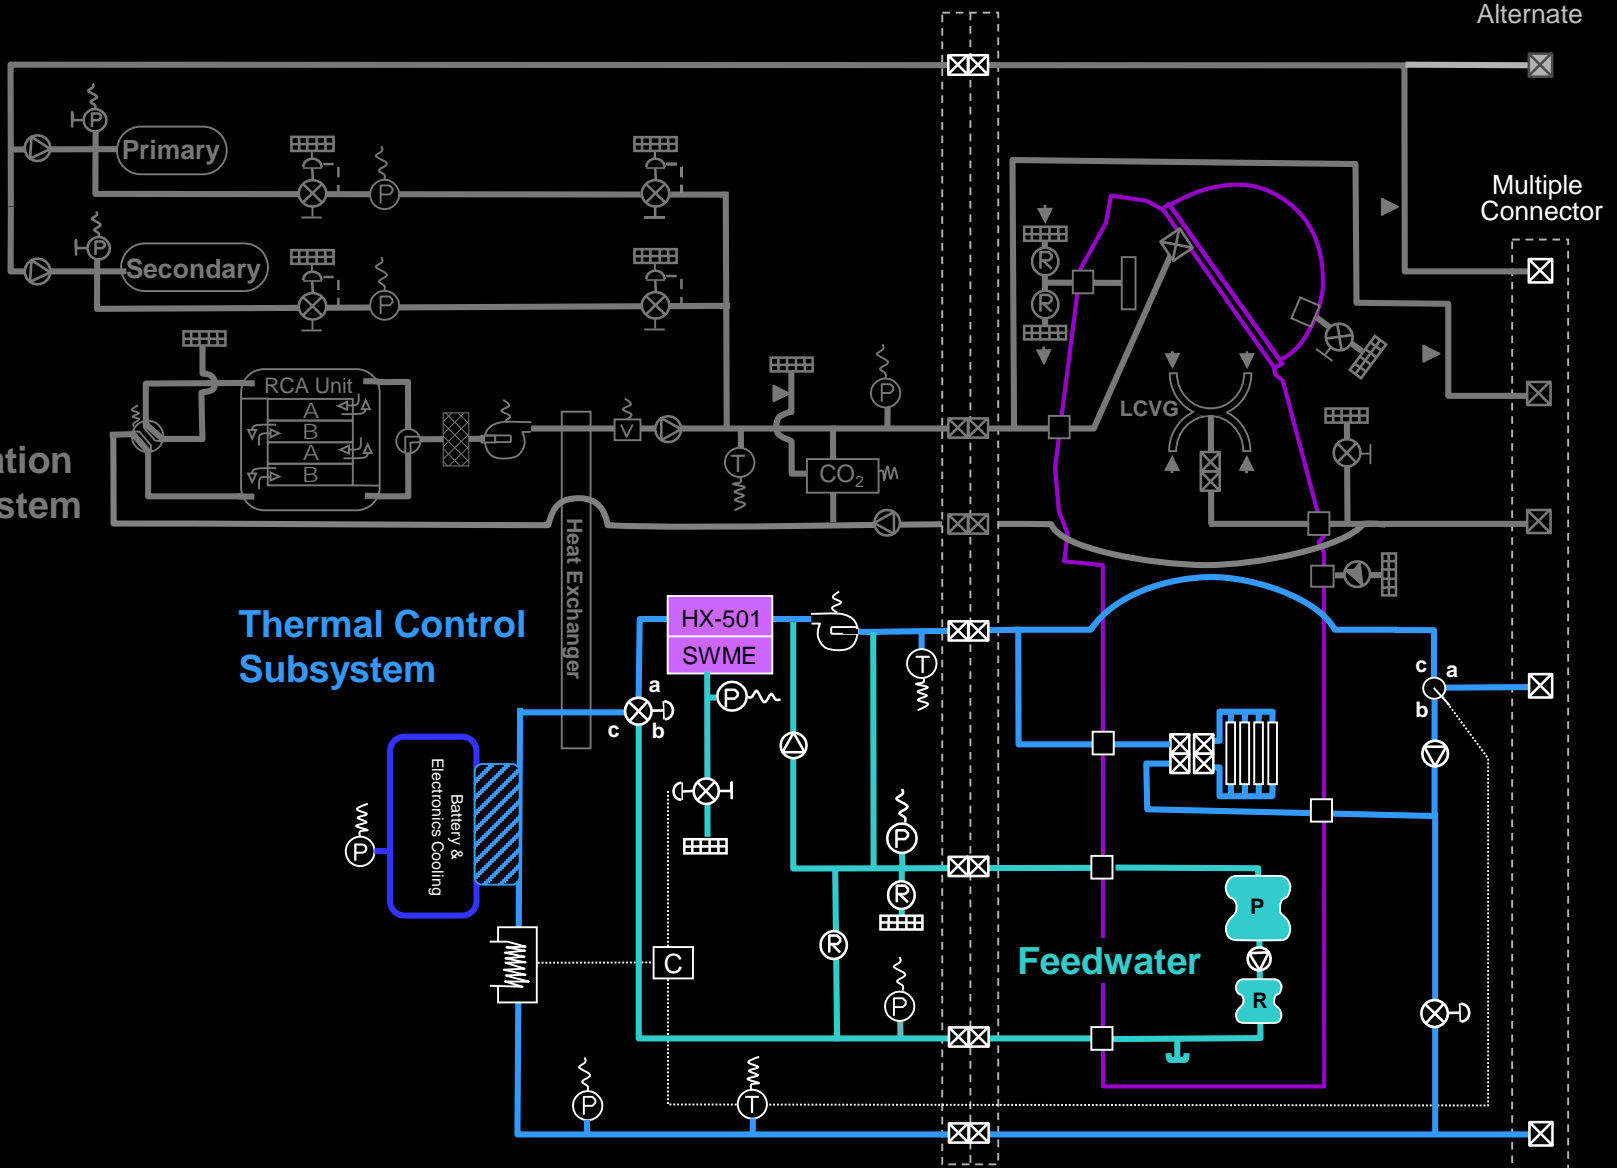 Alternate
P
Primary
P
P
Secondary
P
Multiple
Connector
R
R
RCA Unit
A
B
A
B
P
LCVG
V
T
CO2
ation
stem
Heat Exchanger
Thermal Control
Subsystem
HX-501
SWME
T
P
a
c
b
c
a
b
Battery &
Electronics Cooling
P
P
R
P
R
Feedwater
C
R
P
P
T